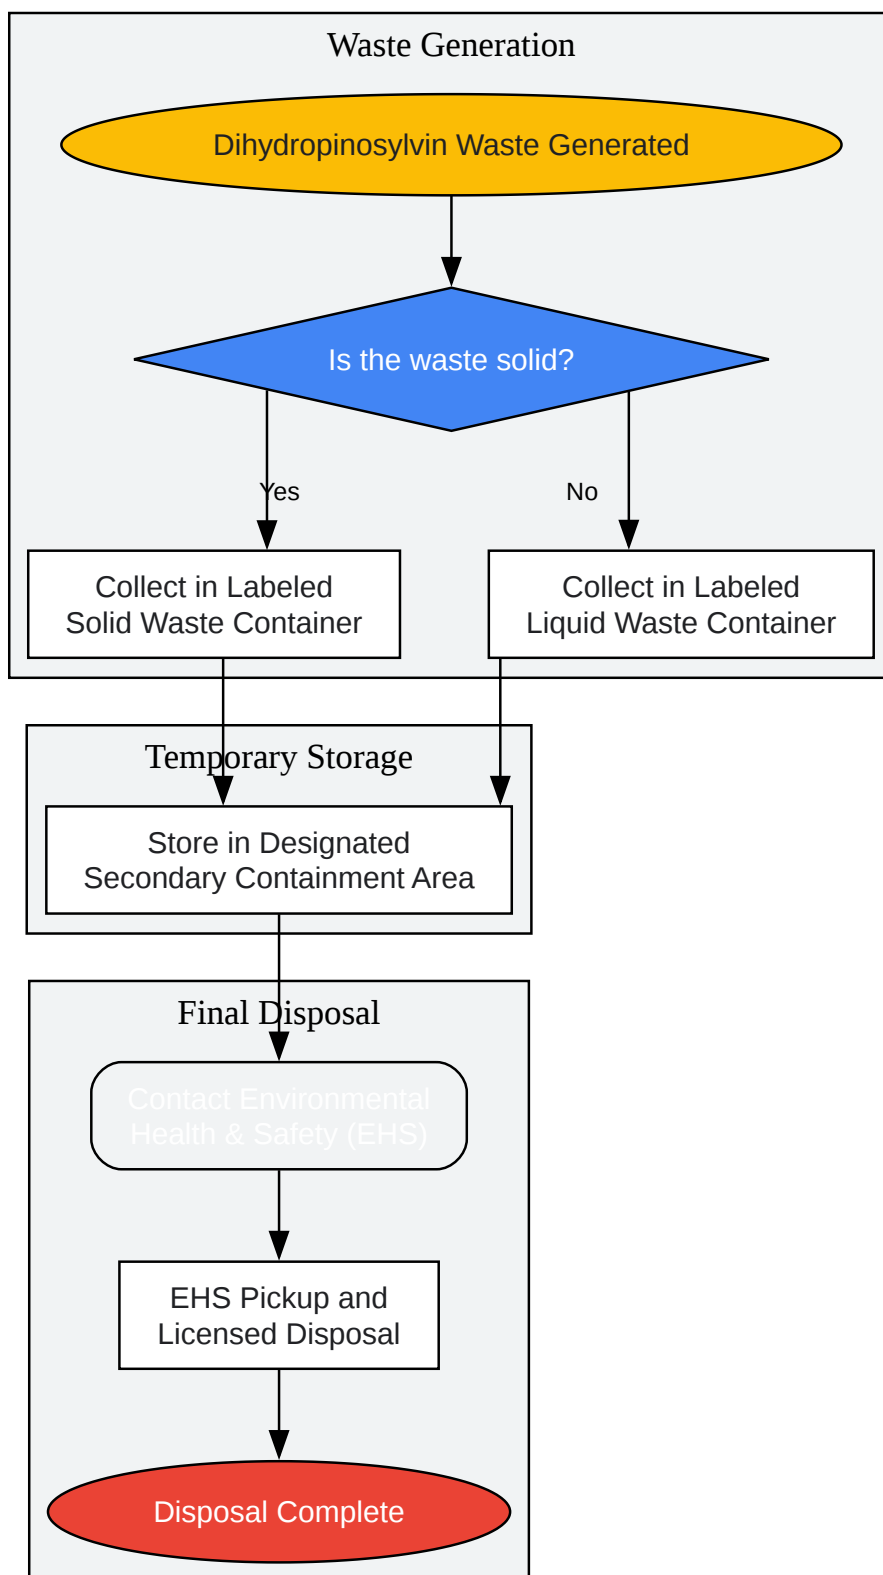 Waste Generation
Dihydropinosylvin Waste Generated
Is the waste solid?
Yes
No
Collect in Labeled
Solid Waste Container
Collect in Labeled
Liquid Waste Container
Temporary Storage
Store in Designated
Secondary Containment Area
Final Disposal
Contact Environmental
Health & Safety (EHS)
EHS Pickup and
Licensed Disposal
Disposal Complete